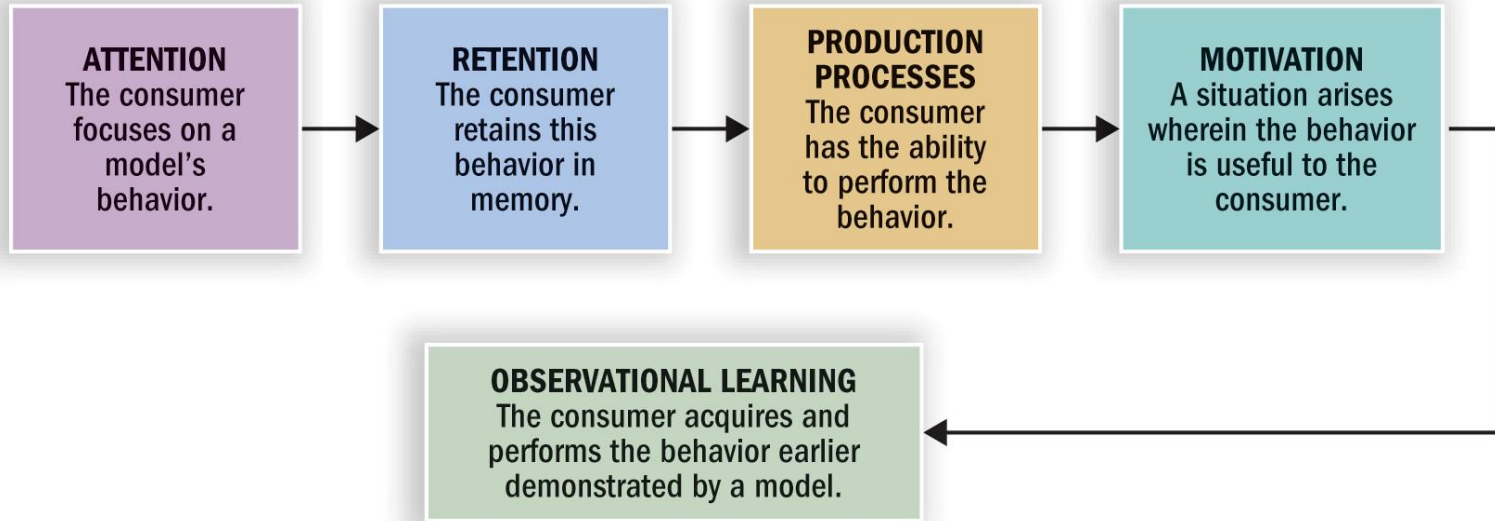 ATTENTION
The consumer
focuses on a
model’s
behavior.
RETENTION
The consumer
retains this
behavior in
memory.
PRODUCTION
PROCESSES
The consumer
has the ability
to perform the
behavior.
MOTIVATION
A situation arises
wherein the behavior
is useful to the
consumer.
OBSERVATIONAL LEARNING
The consumer acquires and
performs the behavior earlier
demonstrated by a model.